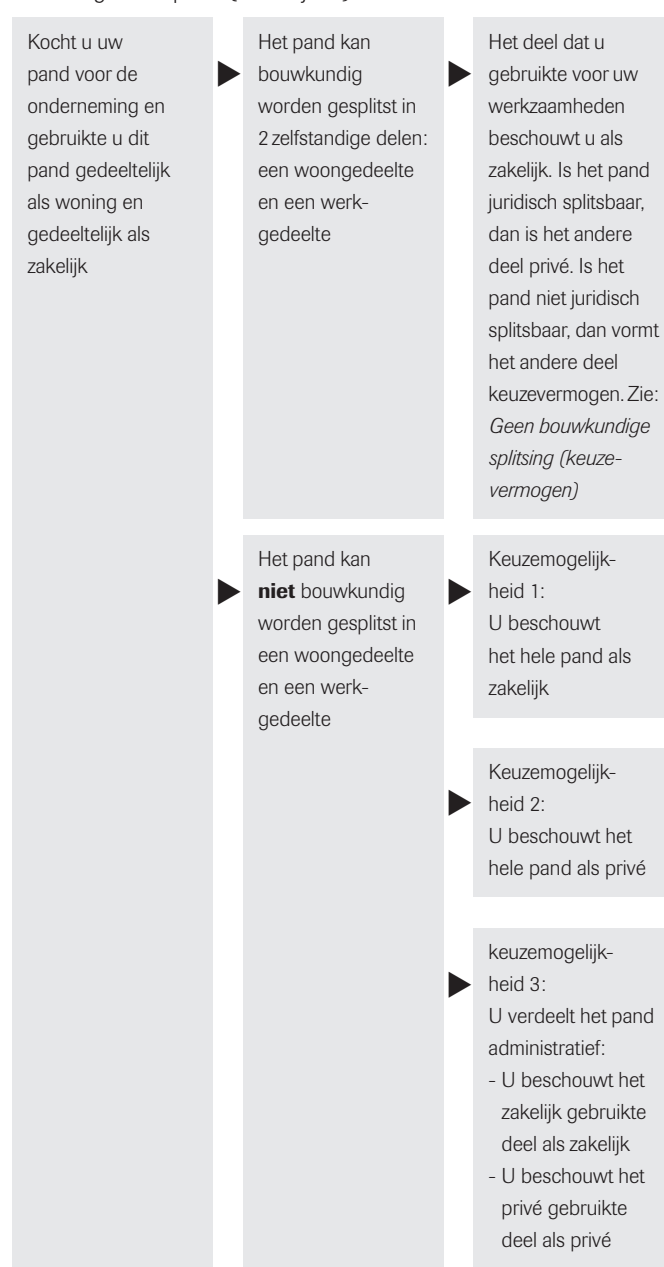 Kocht u uw
pand voor de
onderneming en
gebruikte u dit
pand gedeeltelijk
als woning en
gedeeltelijk als
zakelijk
Het pand kan
bouwkundig
worden gesplitst in
2 zelfstandige delen:
een woongedeelte
en een werk-
gedeelte
Het deel dat u
gebruikte voor uw
werkzaamheden
beschouwt u als
zakelijk. Is het pand
juridisch splitsbaar,
dan is het andere
deel privé. Is het
pand niet juridisch
splitsbaar, dan vormt
het andere deel
keuzevermogen. Zie:
Geen bouwkundige
splitsing (keuze-
vermogen)
Het pand kan
niet bouwkundig
worden gesplitst in
een woongedeelte
en een werk-
gedeelte
Keuzemogelijk-
heid 1:
U beschouwt
het hele pand als
zakelijk
Keuzemogelijk-
heid 2:
U beschouwt het
hele pand als privé
keuzemogelijk-
heid 3:
U verdeelt het pand
administratief:
- U beschouwt het
zakelijk gebruikte
deel als zakelijk
- U beschouwt het
privé gebruikte
deel als privé